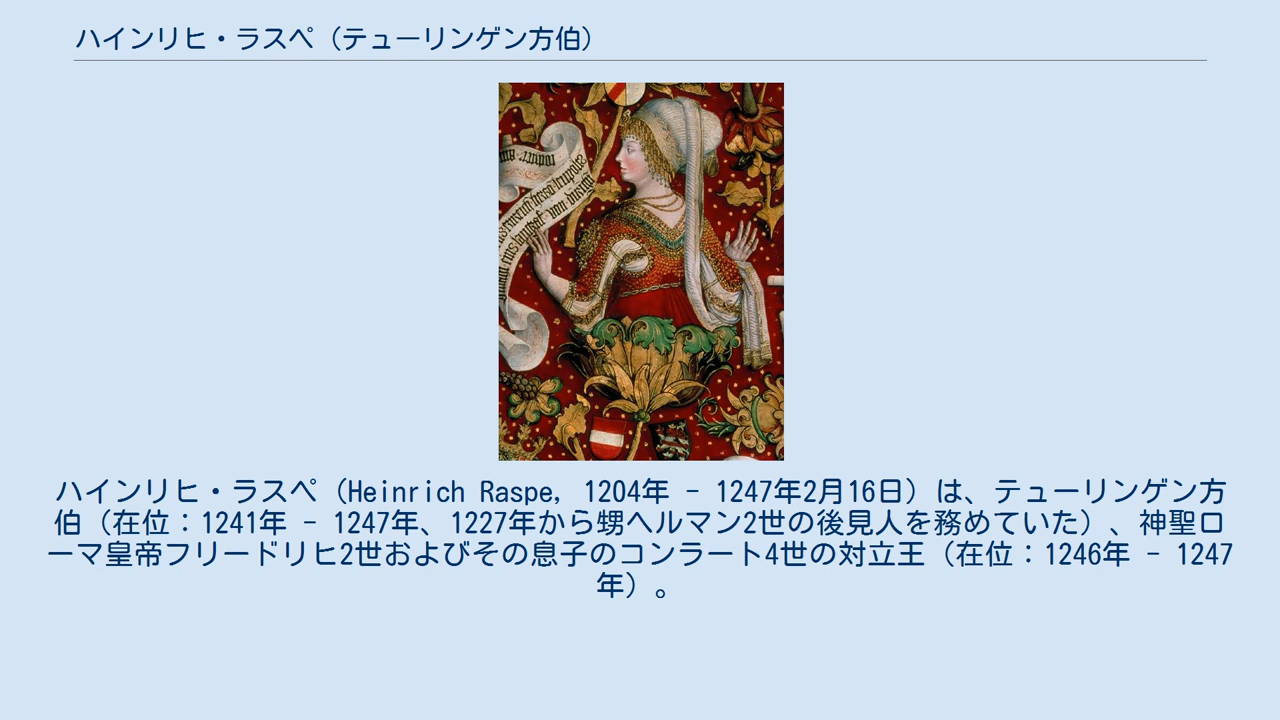 ハインリヒ・ラスペ（テューリンゲン方伯）
ハインリヒ・ラスペ（Heinrich Raspe, 1204年 - 1247年2月16日）は、テューリンゲン方
伯（在位：1241年 - 1247年、1227年から甥ヘルマン2世の後見人を務めていた）、神聖ロ
ーマ皇帝フリードリヒ2世およびその息子のコンラート4世の対立王（在位：1246年 - 1247
年）。